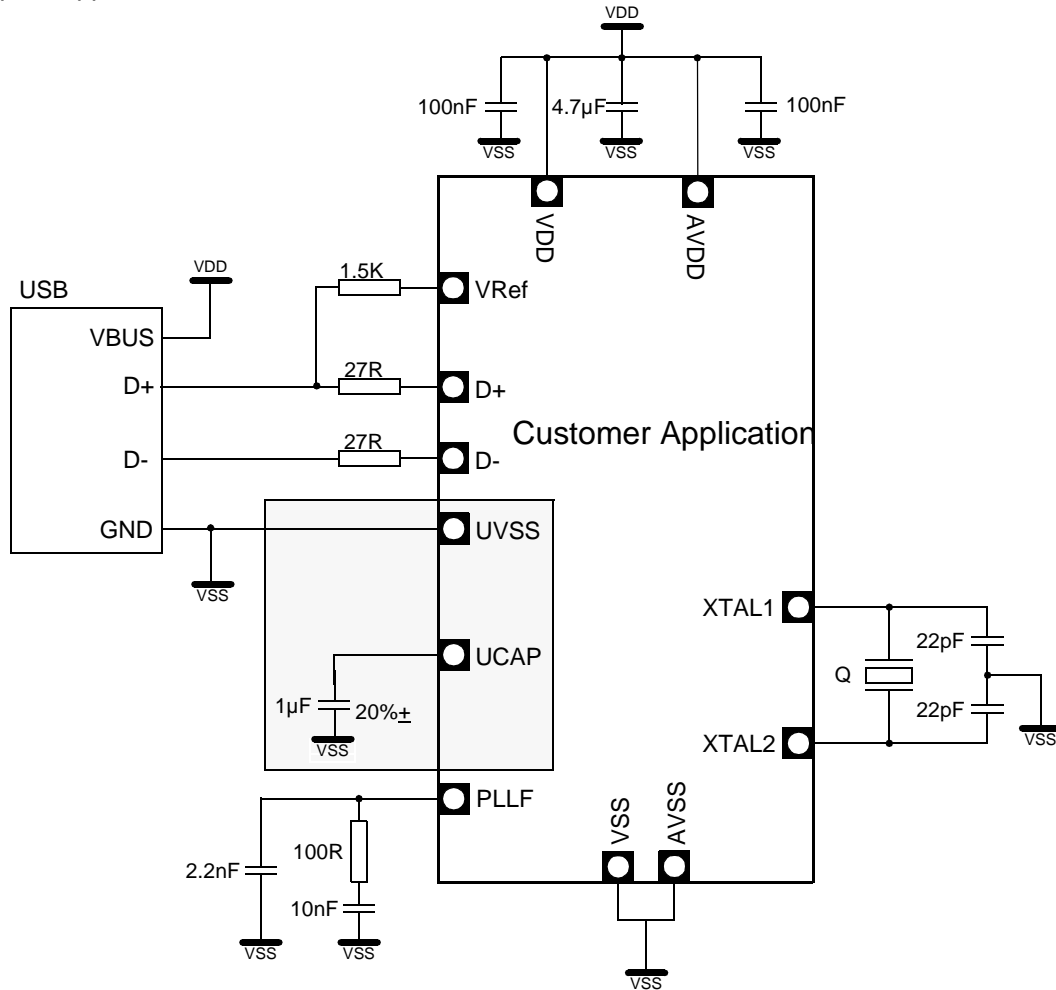 VDD
100nF
4.7µF
100nF
VSS
VSS
VSS
VDD
AVDD
USB
VDD
1.5K
VRef
VBUS
D+
27R
D+
Customer Application
D-
27R
D-
GND
UVSS
VSS
XTAL1
22pF
UCAP
Q
1µF
20%±
22pF
VSS
XTAL2
VSS
PLLF
VSS
AVSS
2.2nF
100R
10nF
VSS
VSS
VSS